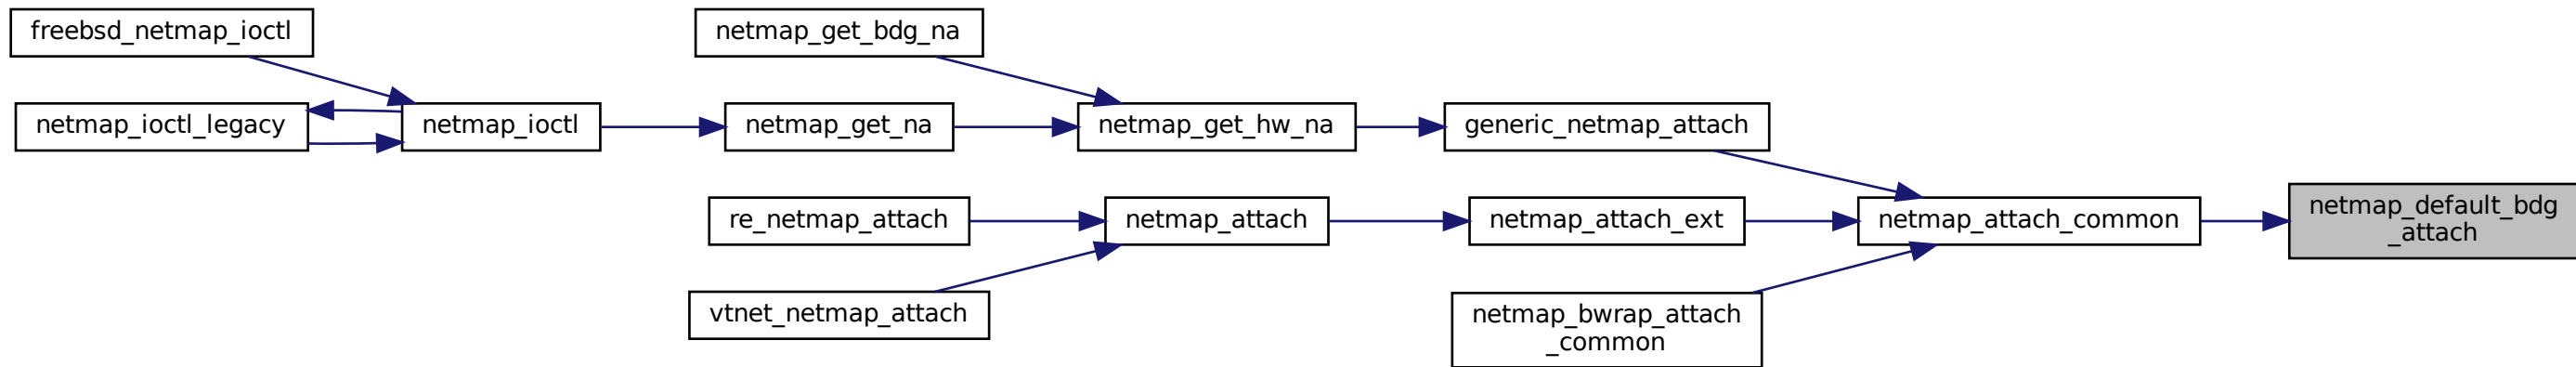 freebsd_netmap_ioctl
netmap_get_bdg_na
netmap_ioctl_legacy
netmap_ioctl
netmap_get_na
netmap_get_hw_na
generic_netmap_attach
re_netmap_attach
netmap_attach
netmap_attach_ext
netmap_attach_common
netmap_default_bdg
_attach
vtnet_netmap_attach
netmap_bwrap_attach
_common